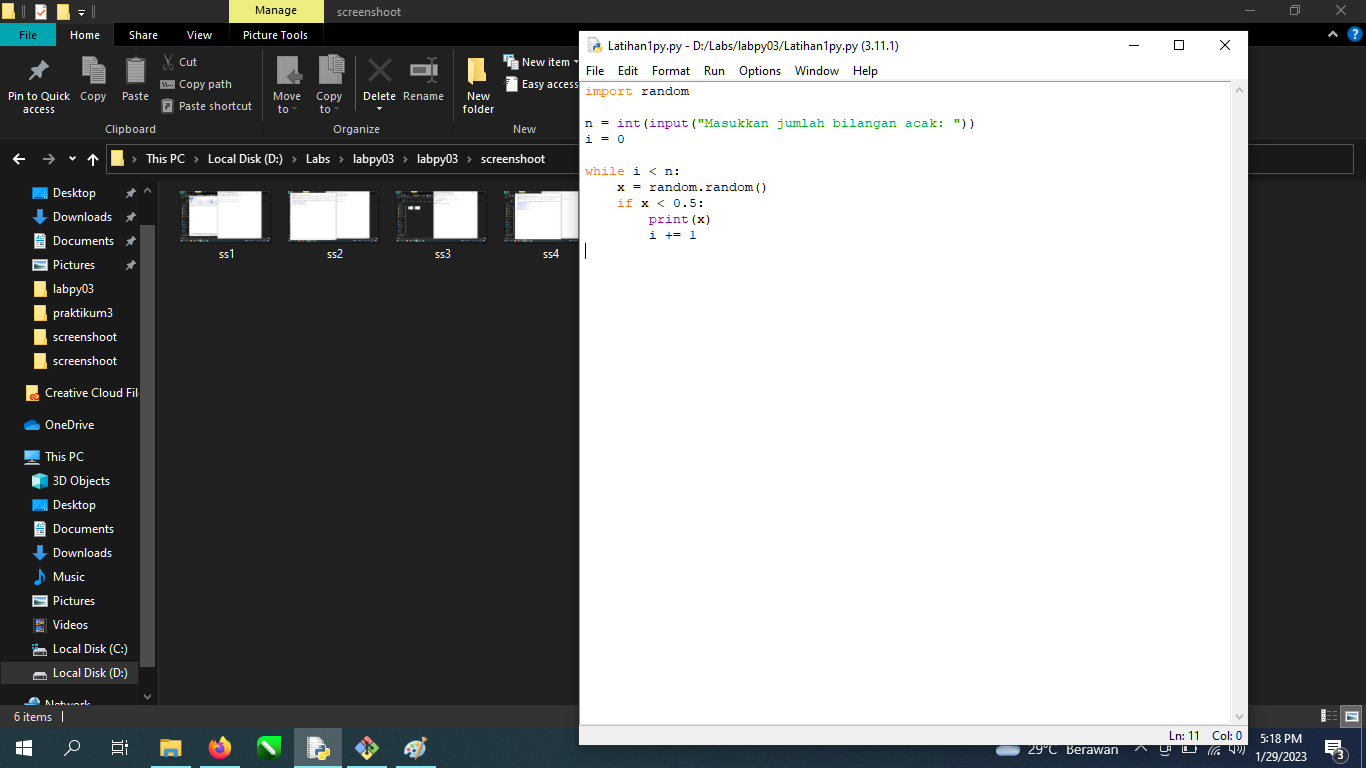 Manage
screenshoot
File
Home
Share
View
Picture Tools
Pin to Quick access
Copy
Paste
Cut
Copy path
Paste shortcut
Clipboard
Move to
Copy to
Delete
Rename
Organize
New folder
New item
Easy access
New
This PC
Local Disk (D:)
Labs
labpy03
labpy03
screenshoot
Desktop
Downloads
Documents
Pictures
labpy03
praktikum3
screenshoot
screenshoot
Creative Cloud Fil
OneDrive
This PC
3D Objects
Desktop
Documents
Downloads
Music
Pictures
Videos
Local Disk (C:)
Local Disk (D:)
Network
ss1
ss2
ss3
ss4
6 items
Latihan1py.py - D:/Labs/labpy03/Latihan1py.py (3.11.1)
File Edit Format Run Options Window Help
import random
n = int(input("Masukkan jumlah bilangan acak: "))
i = 0
while i < n:
    x = random.random()
    if x < 0.5:
        print(x)
        i += 1
Ln: 11 Col: 0
29°C Berawan
5:18 PM
1/29/2023
3